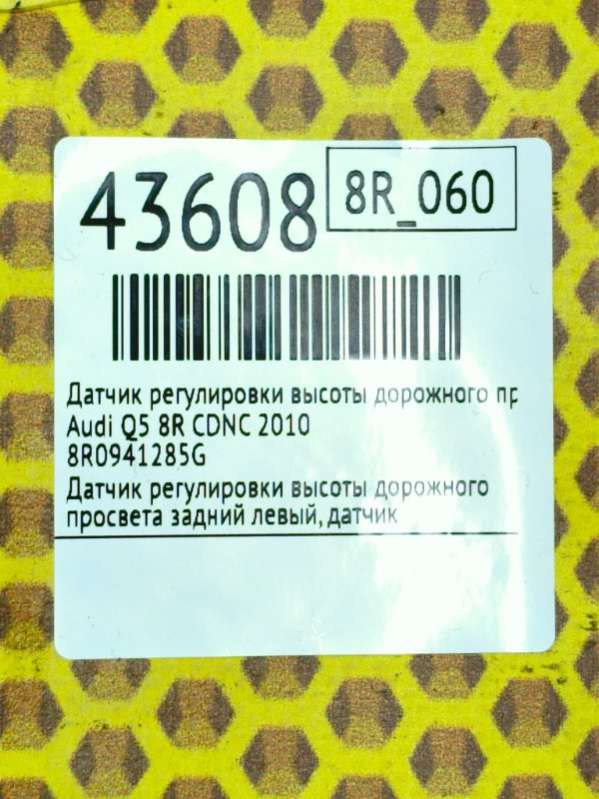 43608
8R_060
Датчик регулировки высоты дорожного пр
Audi Q5 8R CDNC 2010
8R0941285G
Датчик регулировки высоты дорожного
просвета задний левый, датчик